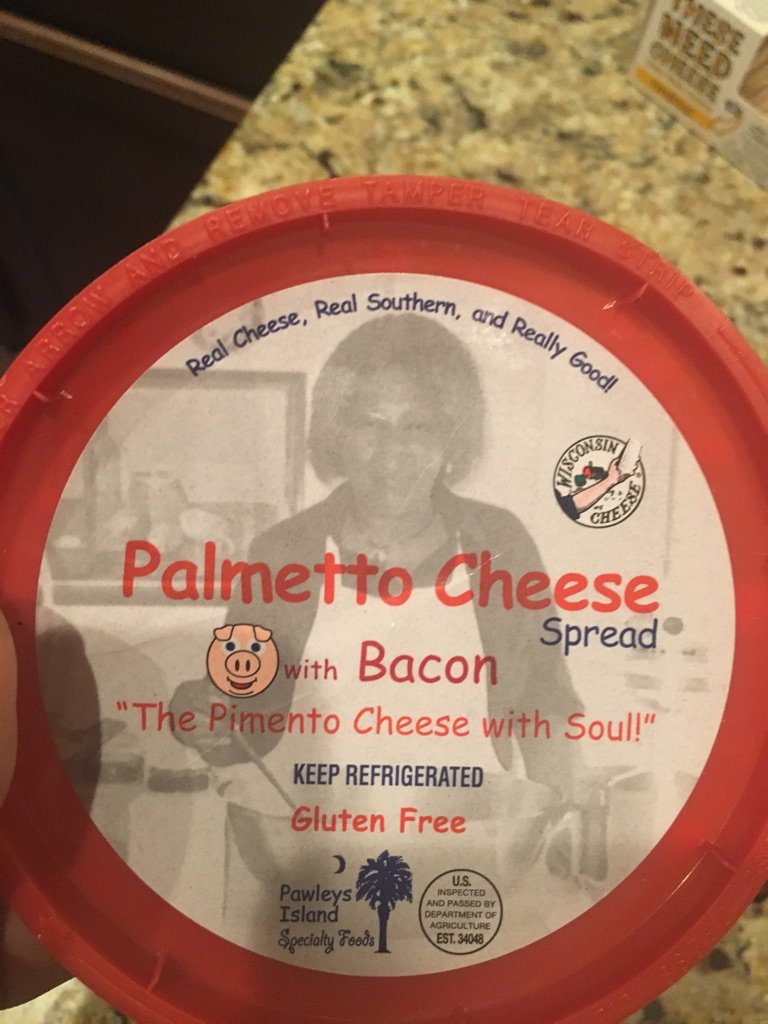 THESE
NEED
CHEESE
ARROW AND REMOVE TAMPER TEAR STRIP
Real Cheese, Real Southern, and Really Good!
WISCONSIN
CHEESE
Palmetto Cheese
Spread
with Bacon
"The Pimento Cheese with Soul!"
KEEP REFRIGERATED
Gluten Free
Pawleys
Island
Specialty Foods
U.S.
INSPECTED
AND PASSED BY
DEPARTMENT OF
AGRICULTURE
EST. 34048